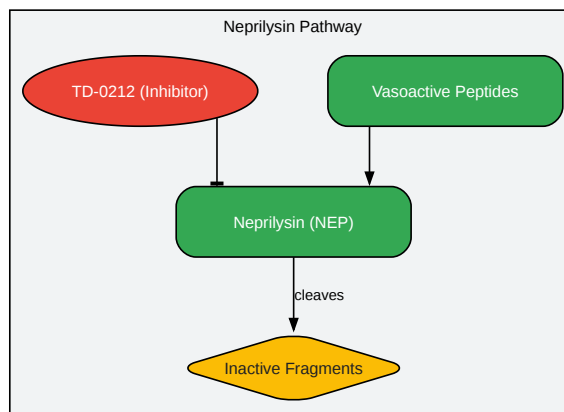 Neprilysin Pathway
TD-0212 (Inhibitor)
Vasoactive Peptides
Neprilysin (NEP)
cleaves
Inactive Fragments